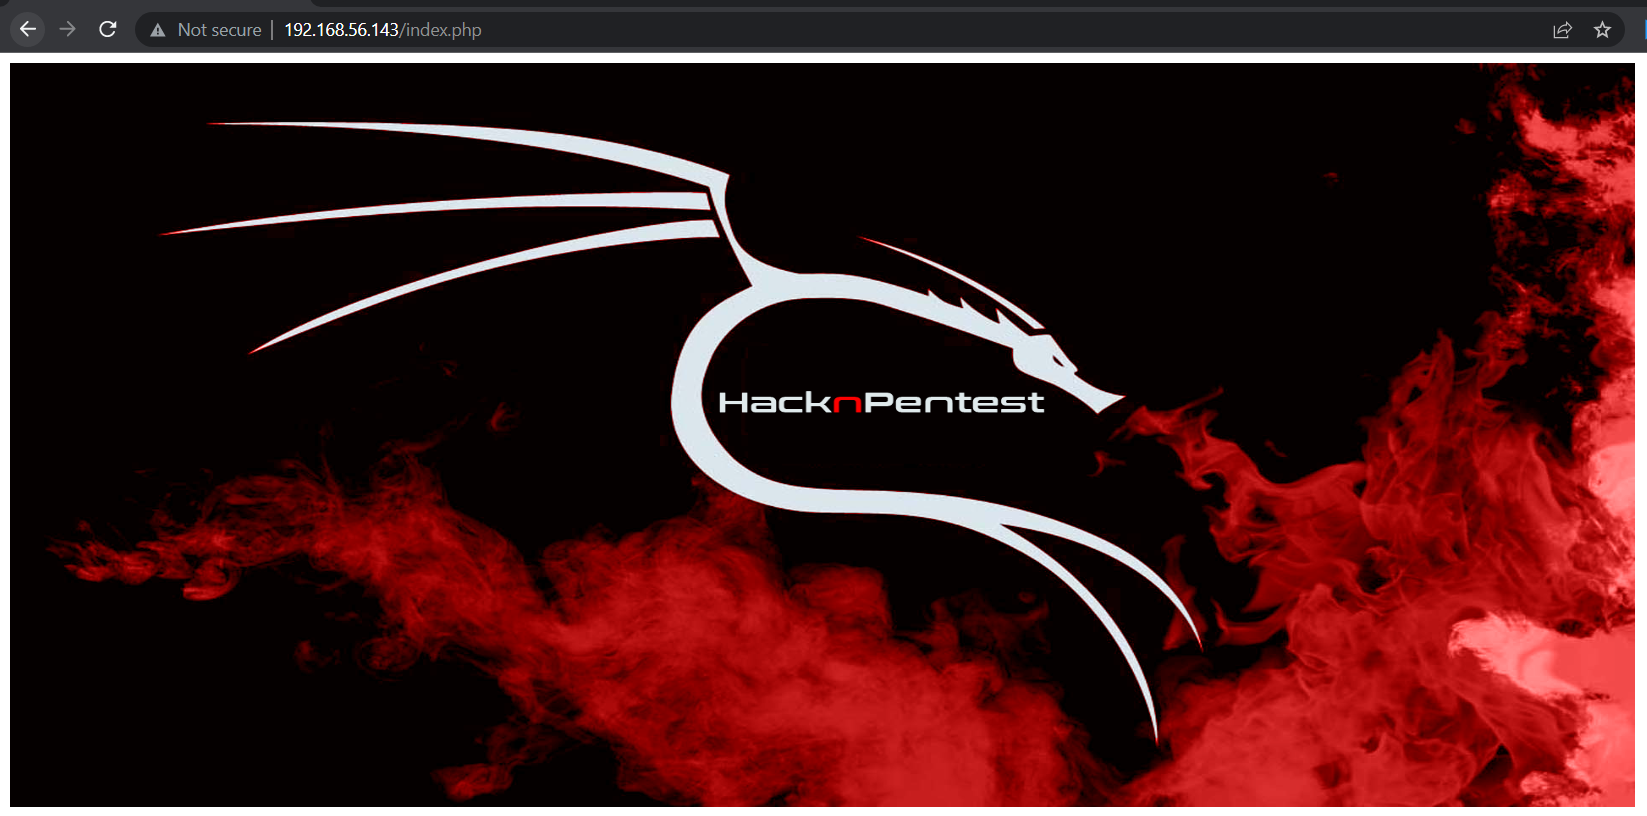 Not secure 192.168.56.143/index.php
HacknPentest